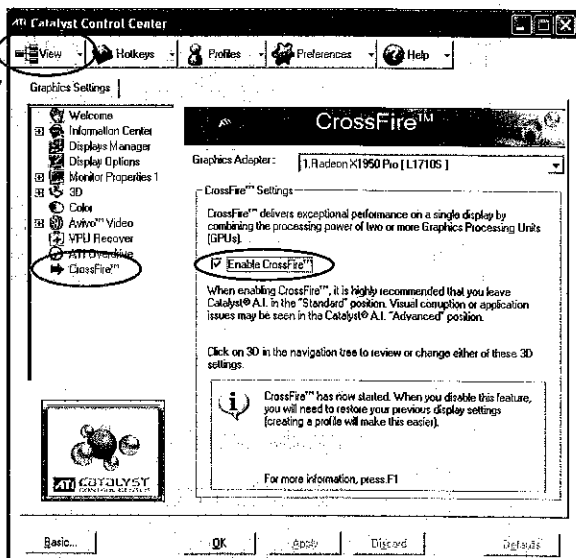 ATI Catalyst Control Center
View
Hotkeys
Profiles
Preferences
Help
Graphics Settings
Welcome
Information Center
Displays Manager
Display Options
Monitor Properties 1
3D
Color
Avivo™ Video
VPU Recover
ATI Overdrive
CrossFire™
ATI CATALYST
CONTROL CENTER
CrossFire™
Graphics Adapter:
1.Radeon X1950 Pro [ L1710S ]
CrossFire™ Settings
CrossFire™ delivers exceptional performance on a single display by
combining the processing power of two or more Graphics Processing Units
(GPUs).
Enable CrossFire™
When enabling CrossFire™, it is highly recommended that you leave
Catalyst® A.I. in the "Standard" position. Visual corruption or application
issues may be seen in the Catalyst® A.I. "Advanced" position.
Click on 3D in the navigation tree to review or change either of these 3D
settings.
CrossFire™ has now started. When you disable this feature,
you will need to restore your previous display settings
(creating a profile will make this easier).
For more information, press F1
Basic...
OK
Apply
Discard
Defaults